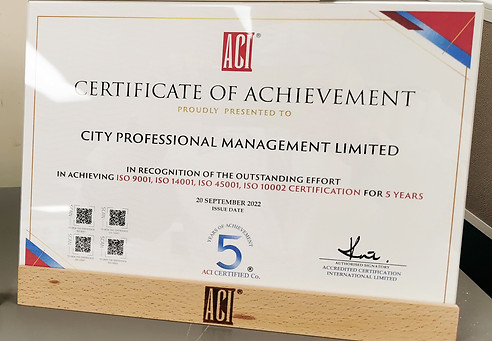 ACI®
CERTIFICATE OF ACHIEVEMENT
PROUDLY PRESENTED TO
CITY PROFESSIONAL MANAGEMENT LIMITED
IN RECOGNITION OF THE OUTSTANDING EFFORT
IN ACHIEVING ISO 9001, ISO 14001, ISO 45001, ISO 10002 CERTIFICATION FOR 5 YEARS
20 SEPTEMBER 2022
ISSUE DATE
YEARS OF ACHIEVEMENT
5®
ACI CERTIFIED Co.
AUTHORISED SIGNATORY
ACCREDITED CERTIFICATION
INTERNATIONAL LIMITED
ACI